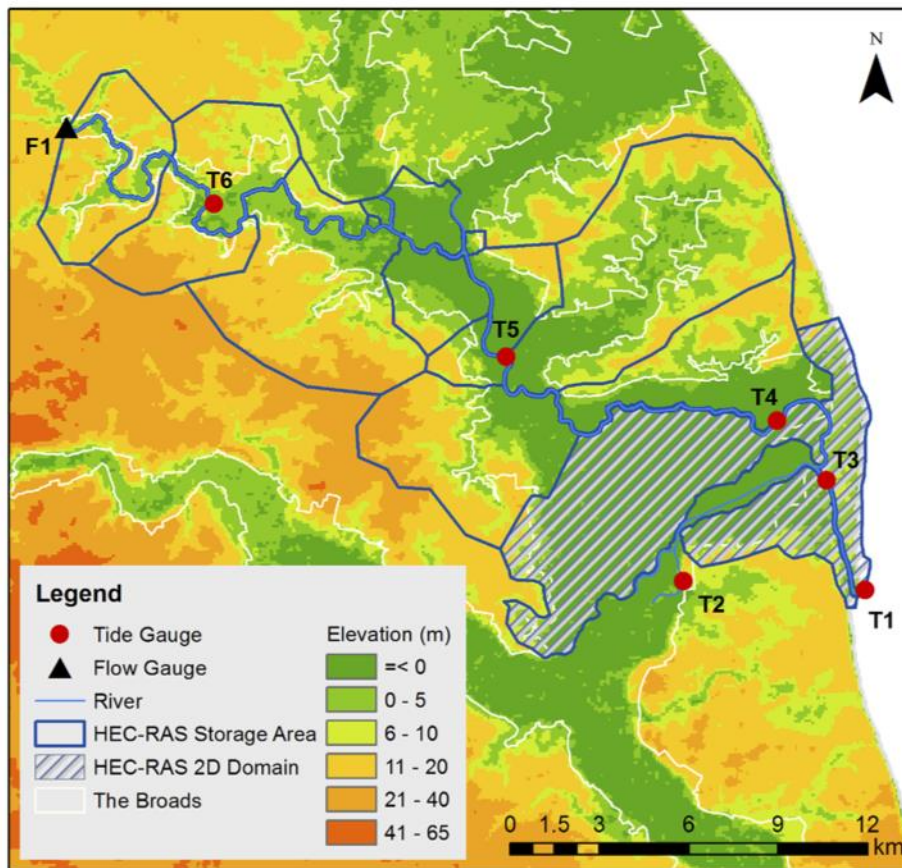 N
F1
T6
T5
T4
T3
T2
T1
Legend
Tide Gauge
Flow Gauge
River
HEC-RAS Storage Area
HEC-RAS 2D Domain
The Broads
Elevation (m)
=< 0
0 - 5
6 - 10
11 - 20
21 - 40
41 - 65
0 1.5 3 6 9 12
km